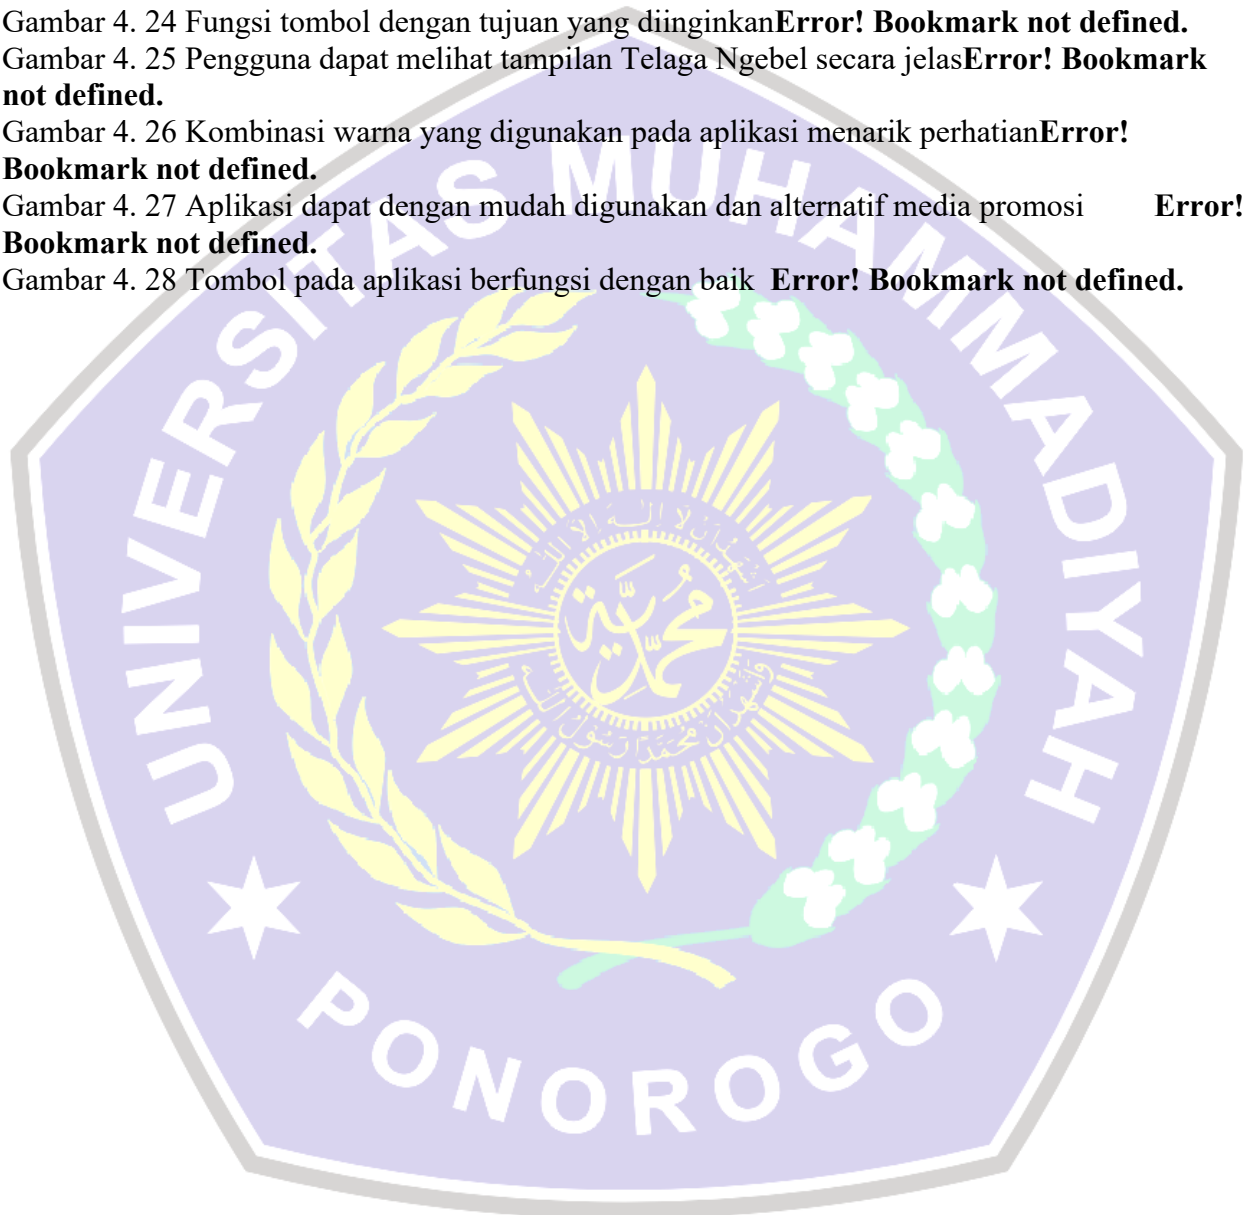 Gambar 4. 24 Fungsi tombol dengan tujuan yang diinginkanError! Bookmark not defined.
Gambar 4. 25 Pengguna dapat melihat tampilan Telaga Ngebel secara jelasError! Bookmark
not defined.
Gambar 4. 26 Kombinasi warna yang digunakan pada aplikasi menarik perhatianError!
Bookmark not defined.
Gambar 4. 27 Aplikasi dapat dengan mudah digunakan dan alternatif media promosi Error!
Bookmark not defined.
Gambar 4. 28 Tombol pada aplikasi berfungsi dengan baik Error! Bookmark not defined.
UNIVERSITAS MUHAMMADIYAH
PONOROGO
محمدية